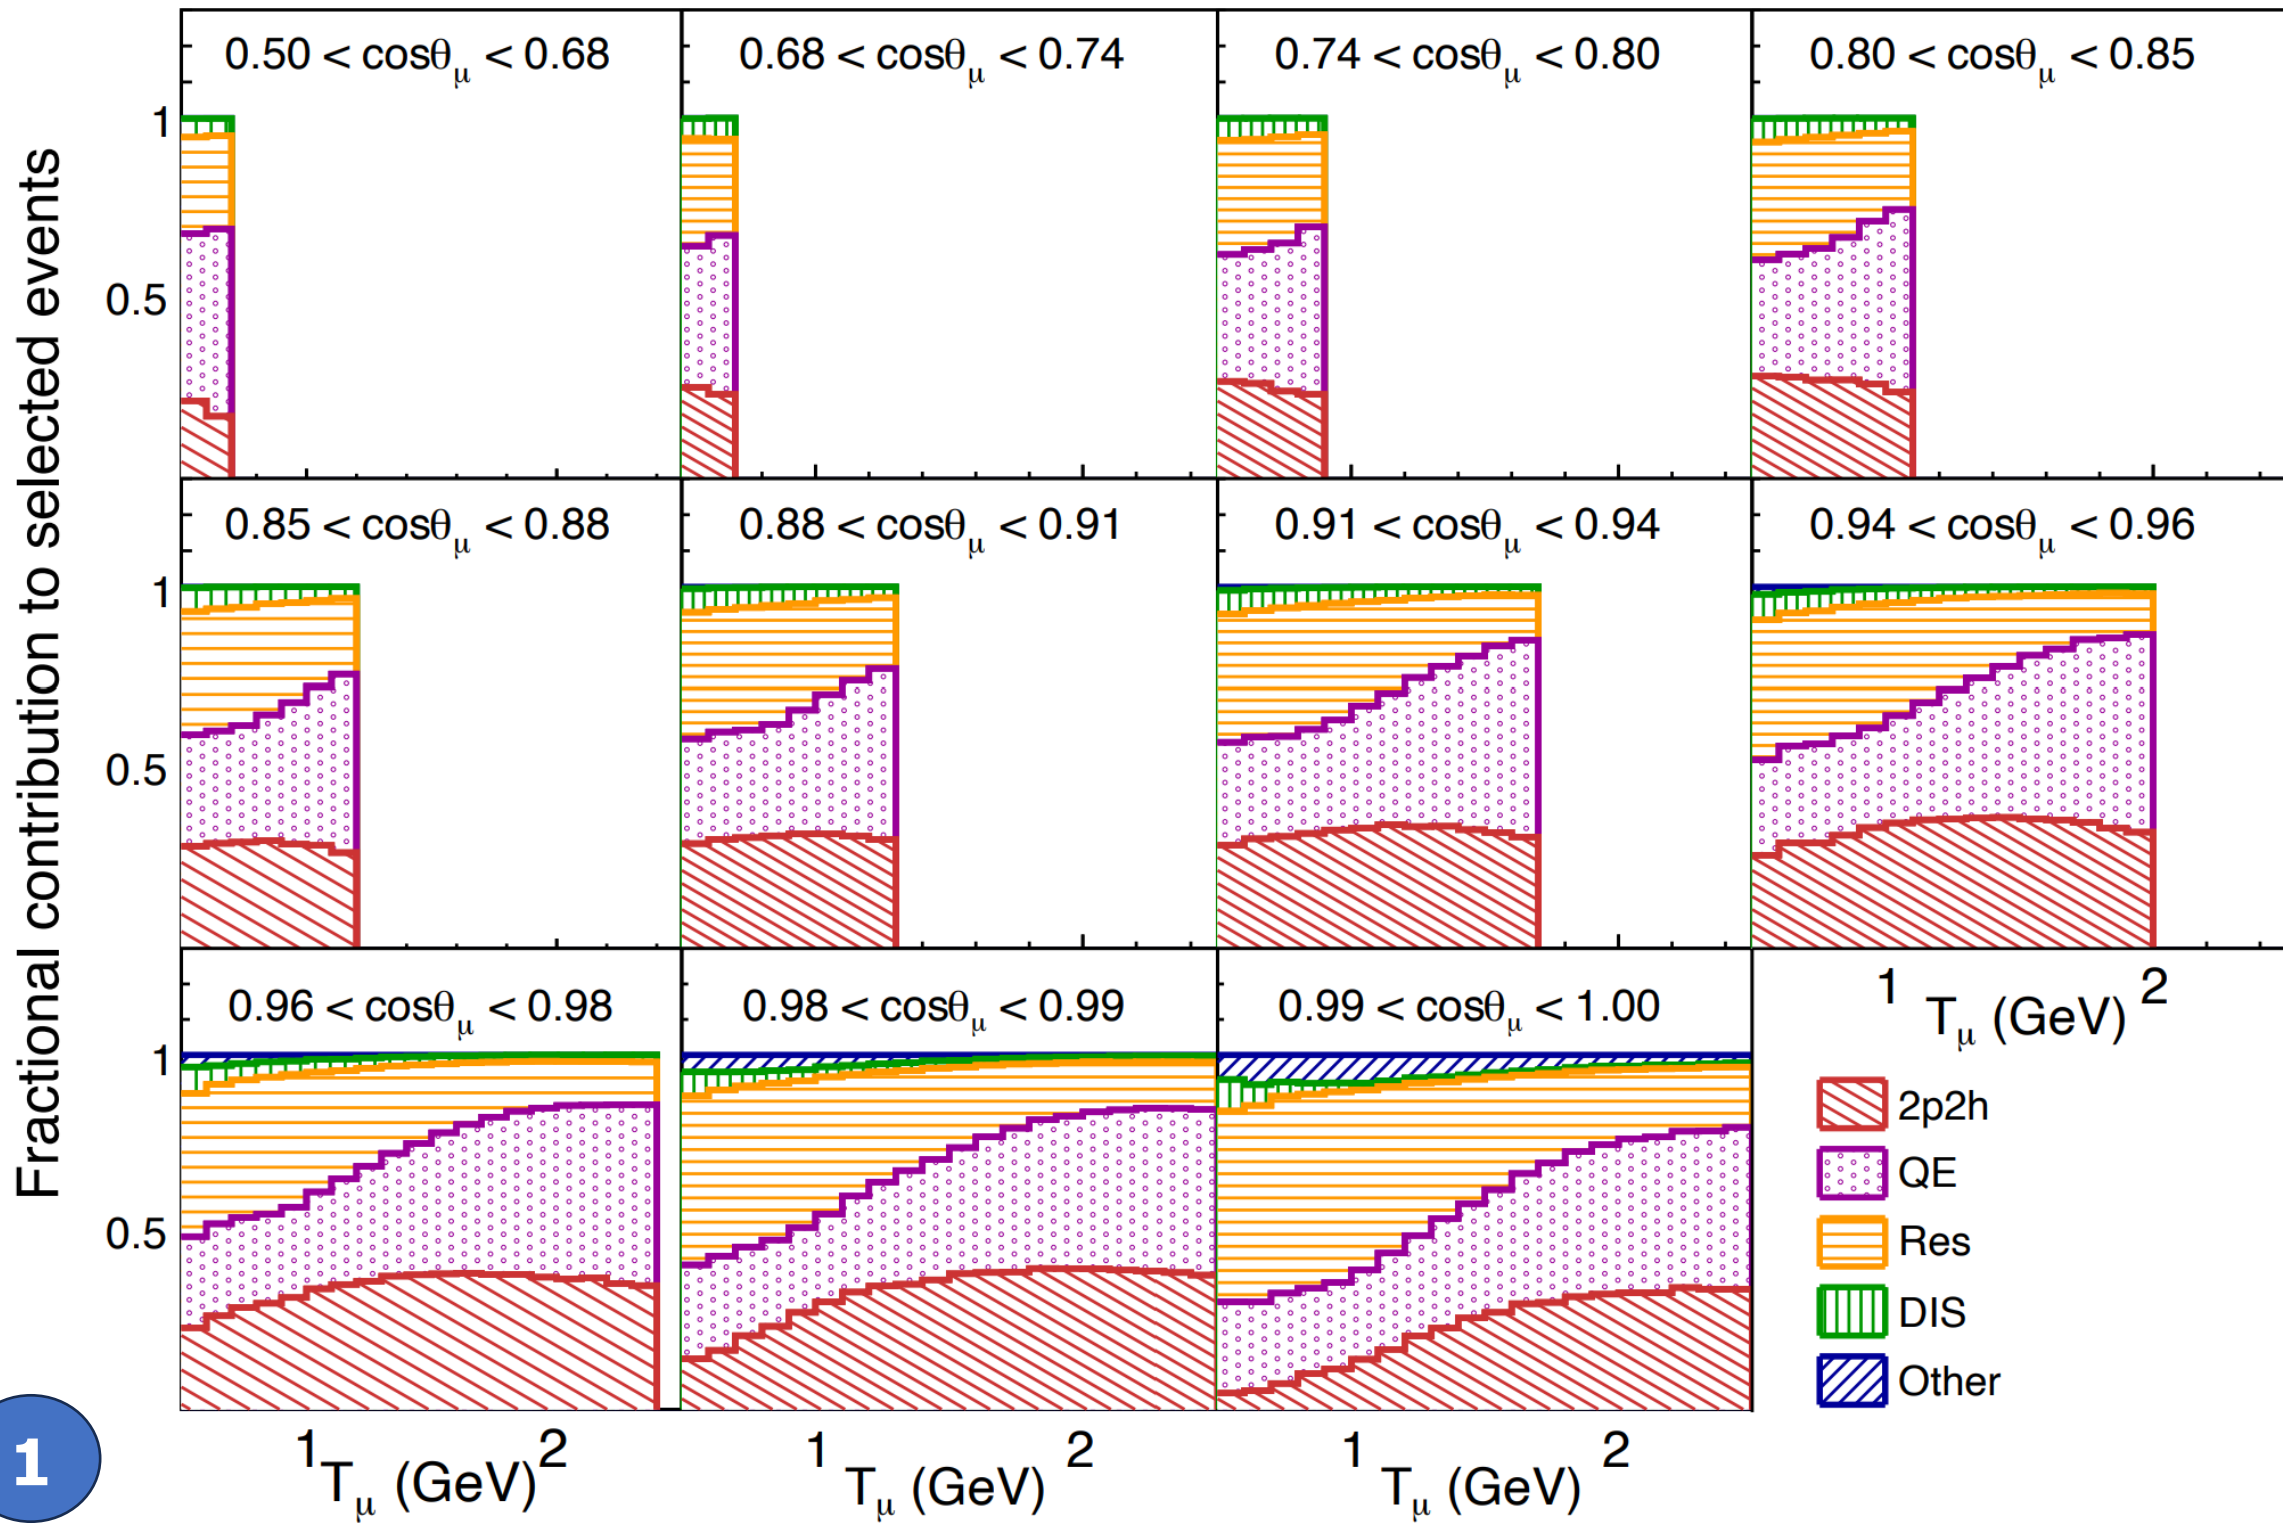 Fractional contribution to selected events
0.50 < cosθμ < 0.68
0.68 < cosθμ < 0.74
0.74 < cosθμ < 0.80
0.80 < cosθμ < 0.85
1
0.5
0.85 < cosθμ < 0.88
0.88 < cosθμ < 0.91
0.91 < cosθμ < 0.94
0.94 < cosθμ < 0.96
1
0.5
1 2
Tμ (GeV)
0.96 < cosθμ < 0.98
0.98 < cosθμ < 0.99
0.99 < cosθμ < 1.00
1
0.5
2p2h
QE
Res
DIS
Other
1 2
Tμ (GeV)
1 2
Tμ (GeV)
1 2
Tμ (GeV)
1